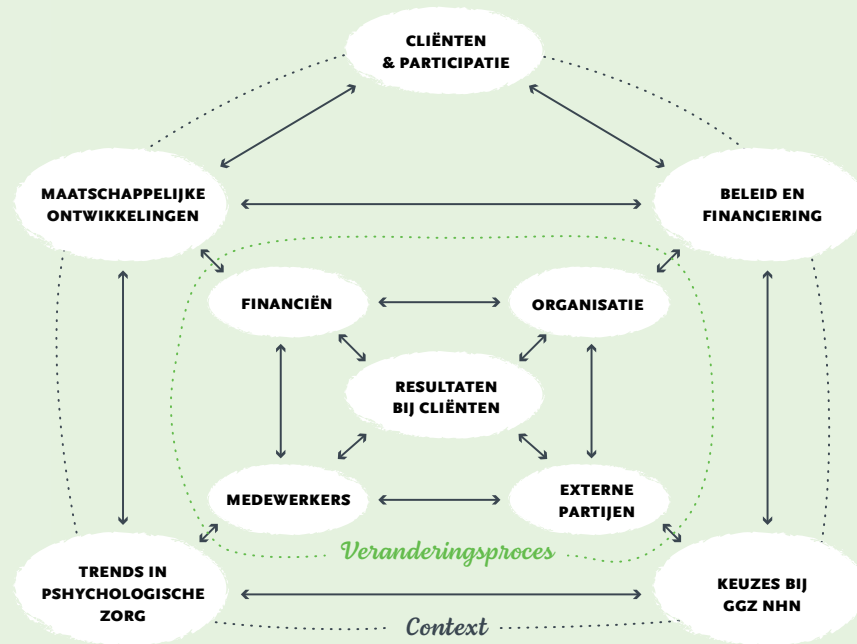 CLIËNTEN
& PARTICIPATIE
MAATSCHAPPELIJKE
ONTWIKKELINGEN
BELEID EN
FINANCIERING
FINANCIËN
ORGANISATIE
RESULTATEN
BIJ CLIËNTEN
MEDEWERKERS
EXTERNE
PARTIJEN
Veranderingsproces
TRENDS IN
PSHYCHOLOGISCHE
ZORG
KEUZES BIJ
GGZ NHN
Context